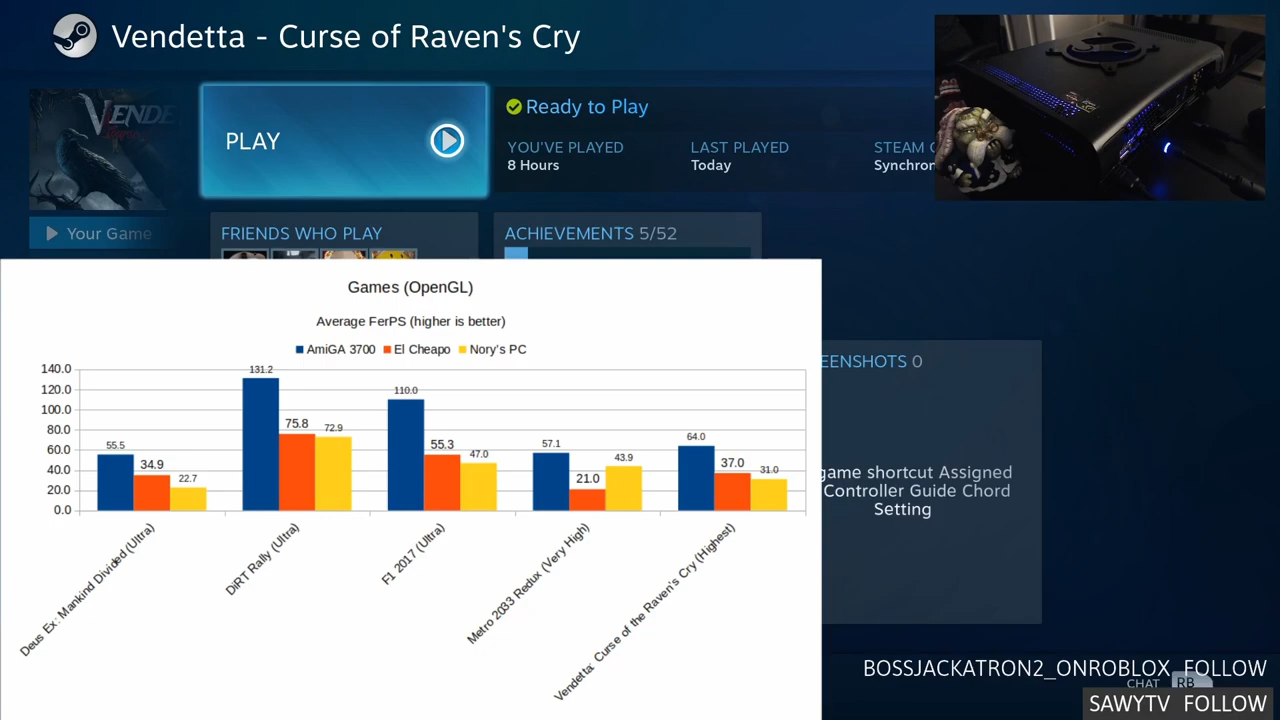 Vendetta - Curse of Raven's Cry
VENDE
PLAY
Ready to Play
YOU'VE PLAYED
8 Hours
LAST PLAYED
Today
STEAM C
Synchron
Your Game
FRIENDS WHO PLAY
ACHIEVEMENTS 5/52
Games (OpenGL)
Average FerPS (higher is better)
AmiGA 3700 El Cheapo Nory's PC
140.0
120.0
100.0
80.0
60.0
40.0
20.0
0.0
55.5 34.9 22.7
131.2 75.8 72.9
110.0 55.3 47.0
57.1 21.0 43.9
64.0 37.0 31.0
Deus Ex: Mankind Divided (Ultra)
DiRT Rally (Ultra)
F1 2017 (Ultra)
Metro 2033 Redux (Very High)
Vendetta: Curse of the Raven's Cry (Highest)
EENSHOTS 0
game shortcut Assigned
Controller Guide Chord
Setting
BOSSJACKATRON2_ONROBLOX FOLLOW
CHAT RB
SAWYTV FOLLOW